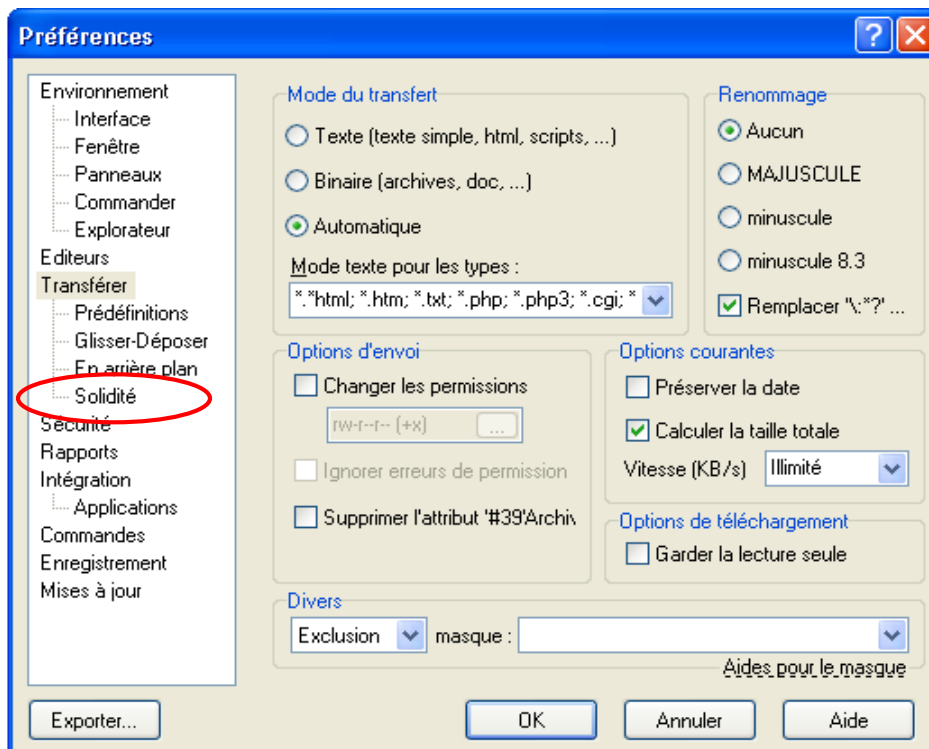 Préférences
Environnement
Interface
Fenêtre
Panneaux
Commander
Explorateur
Editeurs
Transférer
Prédéfinitions
Glisser-Déposer
En arrière plan
Solidité
Sécurité
Rapports
Intégration
Applications
Commandes
Enregistrement
Mises à jour
Mode du transfert
Texte (texte simple, html, scripts, ...)
Binaire (archives, doc, ...)
Automatique
Mode texte pour les types :
*.*html; *.htm; *.txt; *.php; *.php3; *.cgi; *
Renommage
Aucun
MAJUSCULE
minuscule
minuscule 8.3
Remplacer '\:*?' ...
Options d'envoi
Changer les permissions
rw-r--r-- (+x)
...
Ignorer erreurs de permission
Supprimer l'attribut '#39'Archiv
Options courantes
Préserver la date
Calculer la taille totale
Vitesse (KB/s) Illimité
Options de téléchargement
Garder la lecture seule
Divers
Exclusion masque :
Aides pour le masque
Exporter... OK Annuler Aide